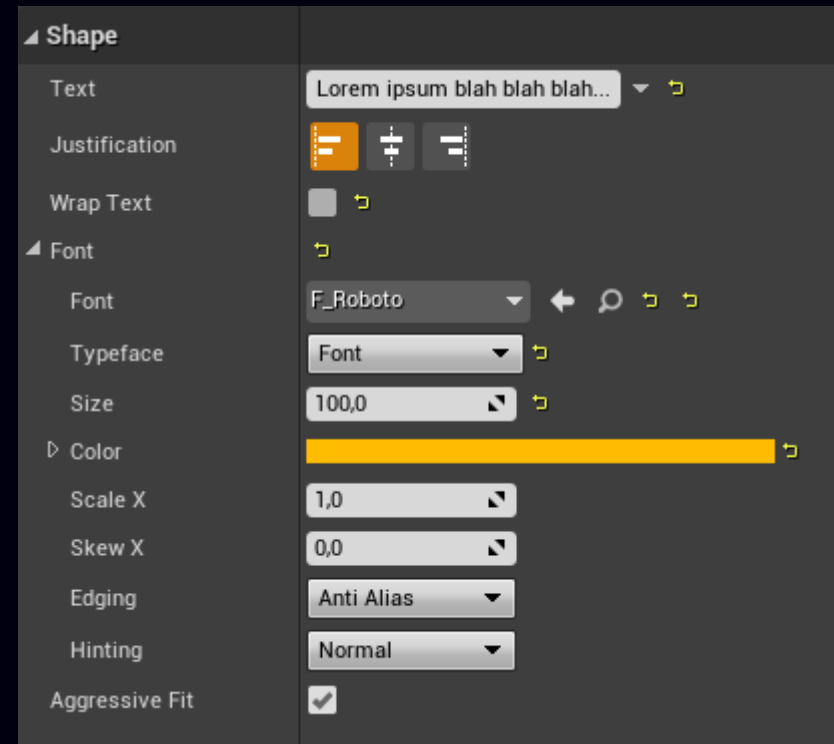 Shape
Text Lorem ipsum blah blah blah...
Justification
Wrap Text
Font
Font F_Roboto
Typeface Font
Size 100,0
Color
Scale X 1,0
Skew X 0,0
Edging Anti Alias
Hinting Normal
Aggressive Fit